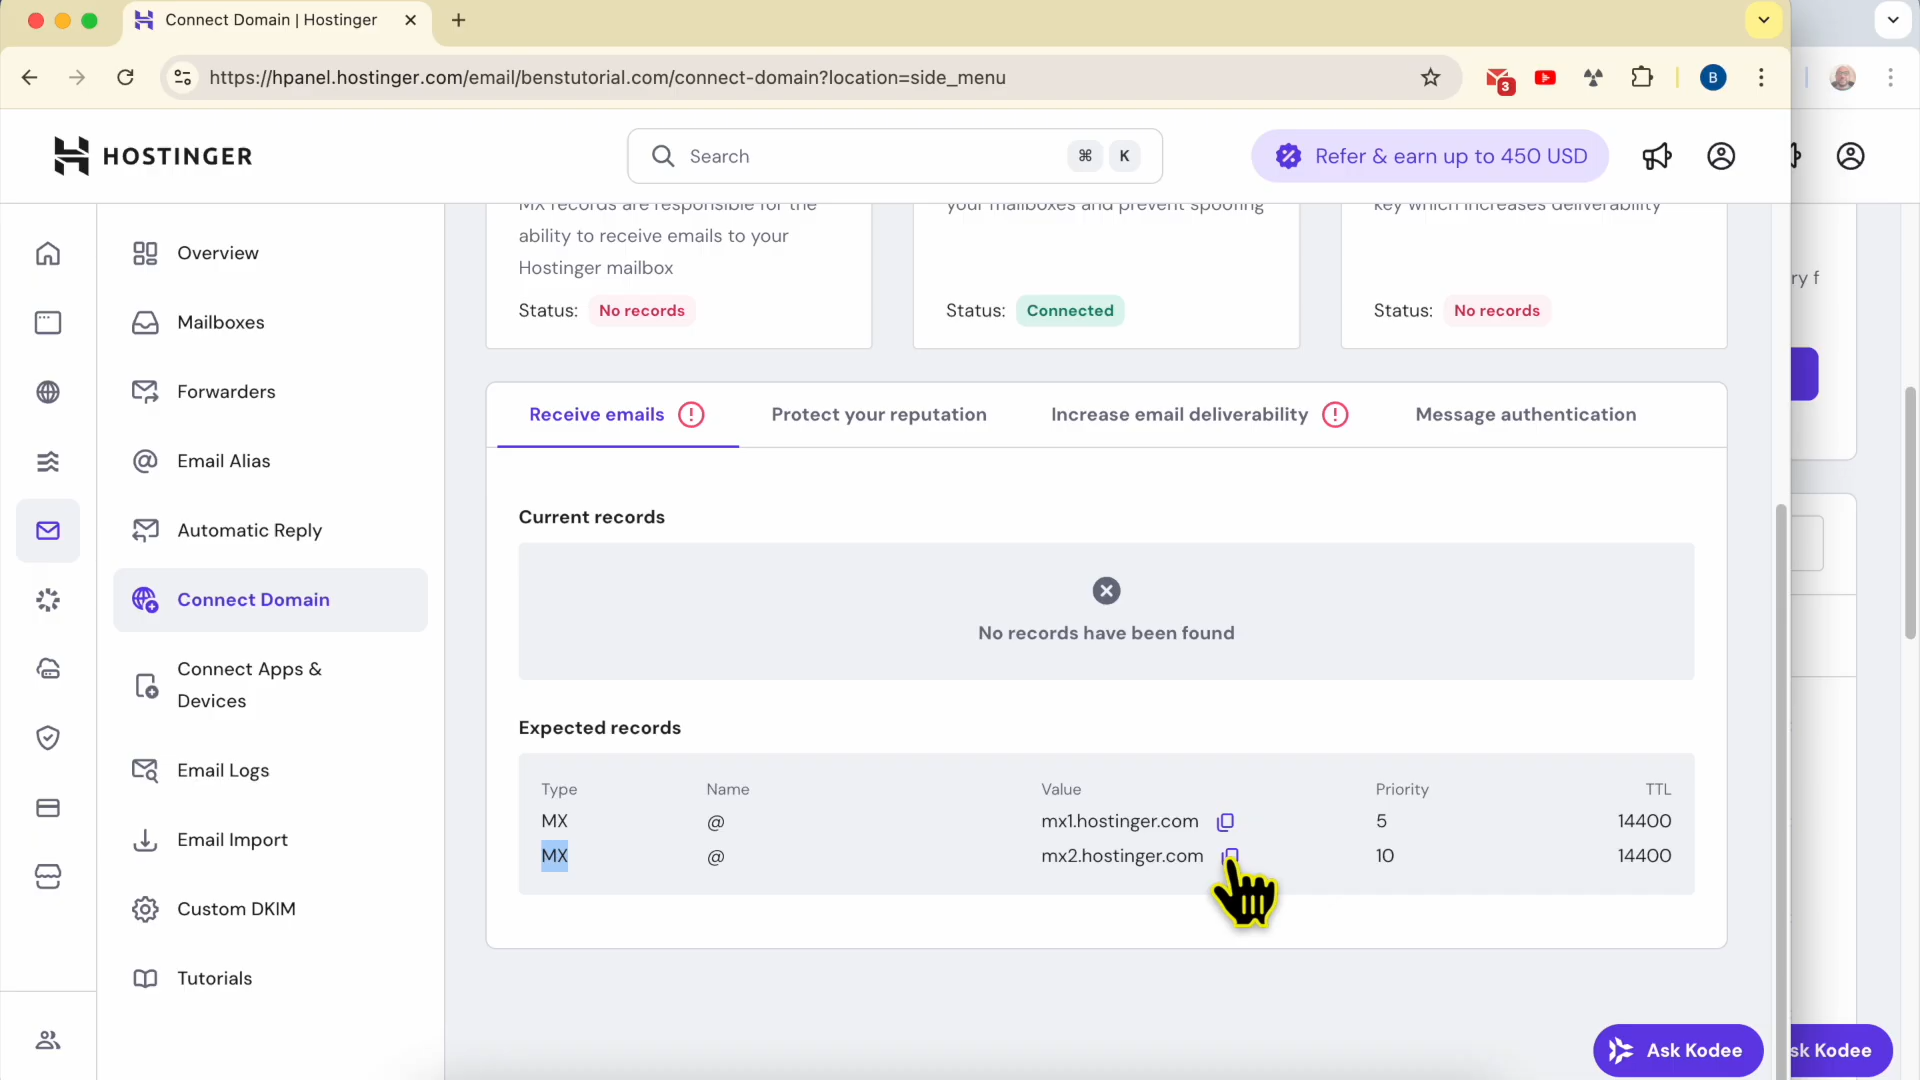 Connect Domain | Hostinger
https://hpanel.hostinger.com/email/benstutorial.com/connect-domain?location=side_menu
3
B
HOSTINGER
Search
⌘
K
Refer & earn up to 450 USD
Overview
Mailboxes
Forwarders
Email Alias
Automatic Reply
Connect Domain
Connect Apps &
Devices
Email Logs
Email Import
Custom DKIM
Tutorials
MX records are responsible for the
ability to receive emails to your
Hostinger mailbox
Status: No records
your mailboxes and prevent spoofing
Status: Connected
key which increases deliverability
Status: No records
ry f
Receive emails
Protect your reputation
Increase email deliverability
Message authentication
Current records
No records have been found
Expected records
Type Name Value Priority TTL
MX @ mx1.hostinger.com 5 14400
MX @ mx2.hostinger.com 10 14400
Ask Kodee
sk Kodee